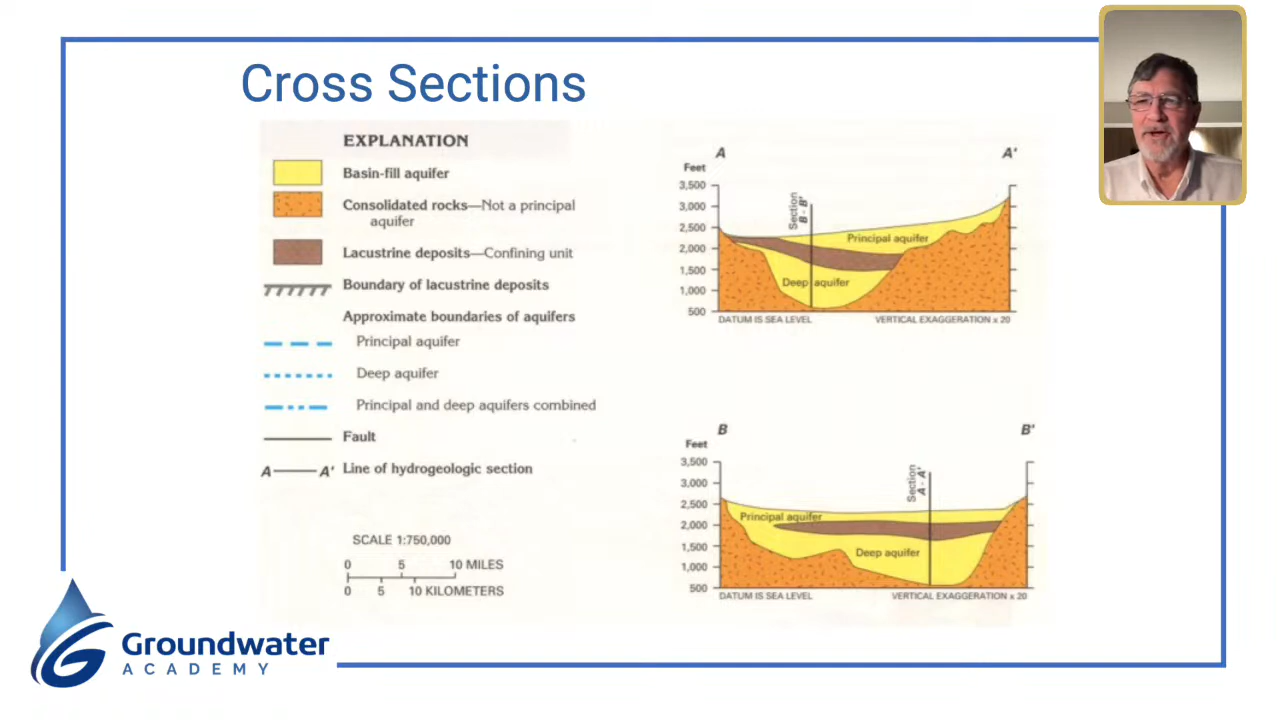 Cross Sections
EXPLANATION
Basin-fill aquifer
Consolidated rocks—Not a principal
aquifer
Lacustrine deposits—Confining unit
Boundary of lacustrine deposits
Approximate boundaries of aquifers
Principal aquifer
Deep aquifer
Principal and deep aquifers combined
Fault
A A' Line of hydrogeologic section
SCALE 1:750,000
0 5 10 MILES
0 5 10 KILOMETERS
A A'
Feet
3,500
3,000
2,500
2,000
1,500
1,000
500
Section
B - B'
Principal aquifer
Deep aquifer
DATUM IS SEA LEVEL VERTICAL EXAGGERATION x 20
B B'
Feet
3,500
3,000
2,500
2,000
1,500
1,000
500
Section
A - A'
Principal aquifer
Deep aquifer
DATUM IS SEA LEVEL VERTICAL EXAGGERATION x 20
Groundwater
ACADEMY